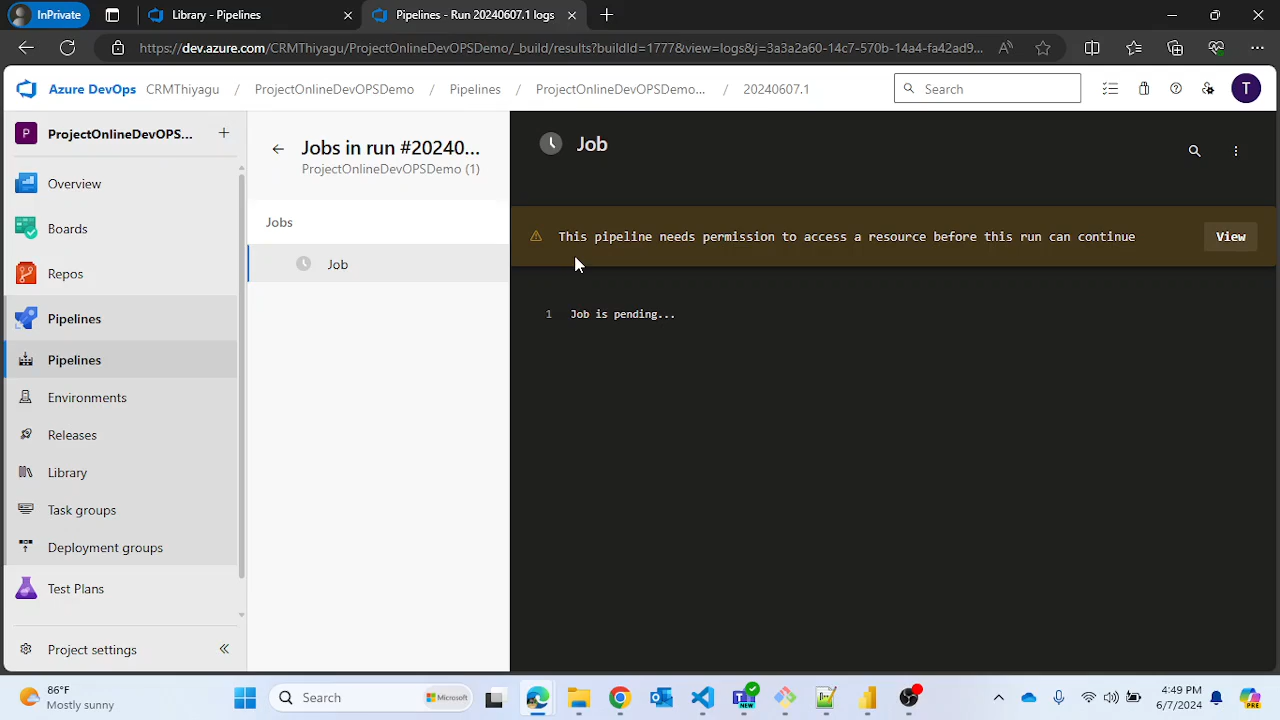 InPrivate
Library - Pipelines
Pipelines - Run 20240607.1 logs
https://dev.azure.com/CRMThiyagu/ProjectOnlineDevOPSDemo/_build/results?buildId=1777&view=logs&j=3a3a2a60-14c7-570b-14a4-fa42ad9...
Azure DevOps CRMThiyagu / ProjectOnlineDevOPSDemo / Pipelines / ProjectOnlineDevOPSDemo... / 20240607.1
Search
T
P ProjectOnlineDevOPS...
Overview
Boards
Repos
Pipelines
Pipelines
Environments
Releases
Library
Task groups
Deployment groups
Test Plans
Project settings
Jobs in run #20240...
ProjectOnlineDevOPSDemo (1)
Jobs
Job
Job
This pipeline needs permission to access a resource before this run can continue
View
1 Job is pending...
86°F
Mostly sunny
Search
Microsoft
NEW
4:49 PM
6/7/2024
PRE